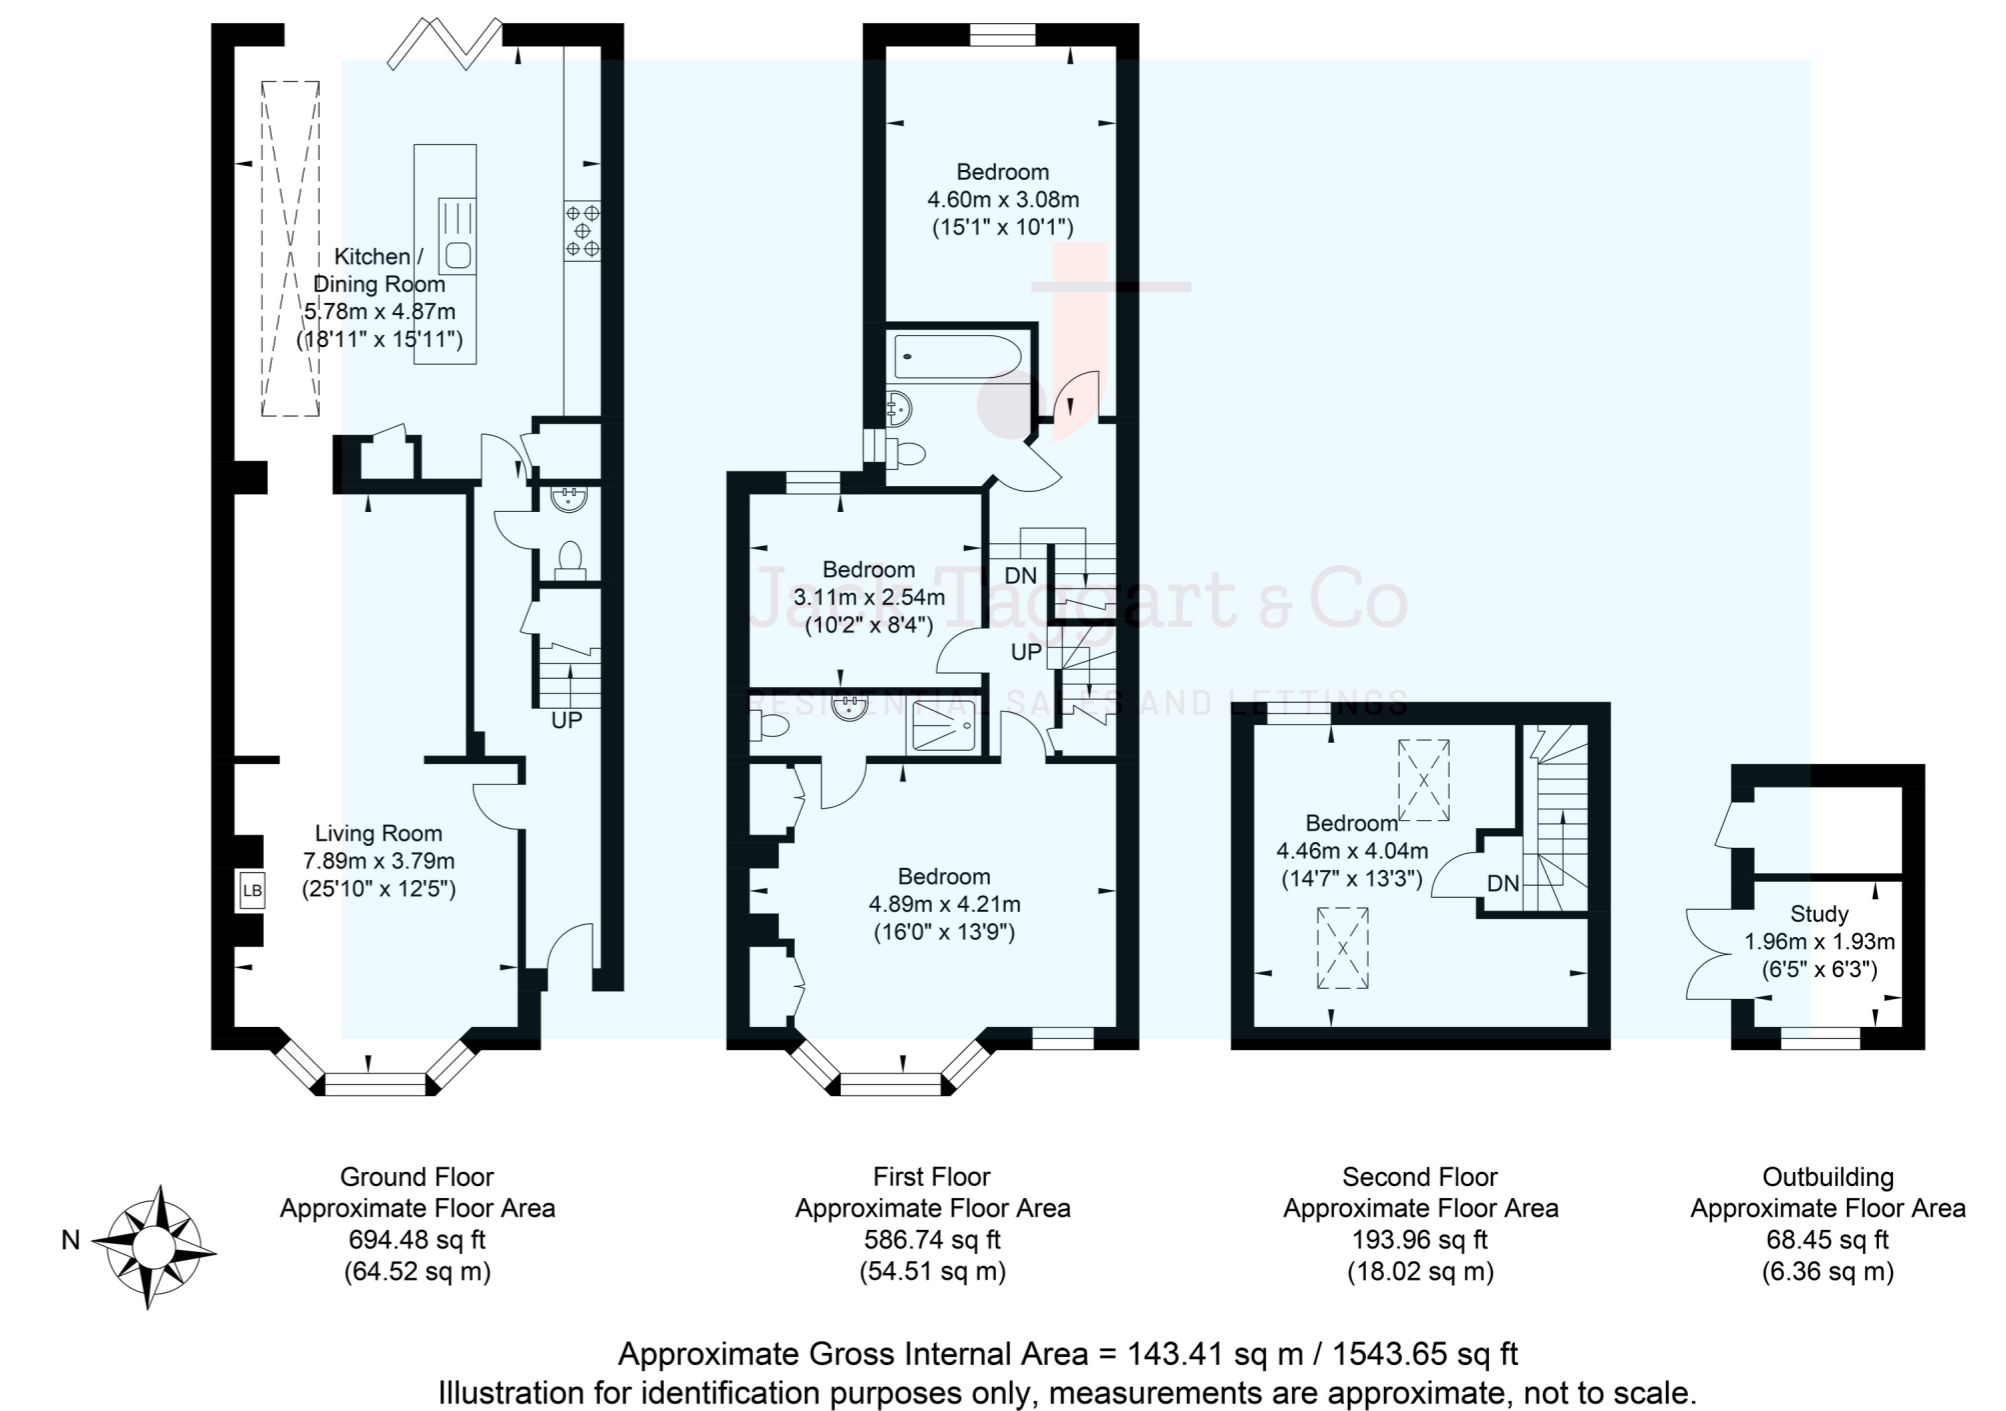 Kitchen /
Dining Room
5.78m x 4.87m
(18'11" x 15'11")
UP
Living Room
7.89m x 3.79m
(25'10" x 12'5")
LB
Bedroom
4.60m x 3.08m
(15'1" x 10'1")
Bedroom
3.11m x 2.54m
(10'2" x 8'4")
DN
UP
Jack Taggart & Co
RESIDENTIAL SALES AND LETTINGS
Bedroom
4.89m x 4.21m
(16'0" x 13'9")
Bedroom
4.46m x 4.04m
(14'7" x 13'3")
DN
Study
1.96m x 1.93m
(6'5" x 6'3")
N
Ground Floor
Approximate Floor Area
694.48 sq ft
(64.52 sq m)
First Floor
Approximate Floor Area
586.74 sq ft
(54.51 sq m)
Second Floor
Approximate Floor Area
193.96 sq ft
(18.02 sq m)
Outbuilding
Approximate Floor Area
68.45 sq ft
(6.36 sq m)
Approximate Gross Internal Area = 143.41 sq m / 1543.65 sq ft
Illustration for identification purposes only, measurements are approximate, not to scale.